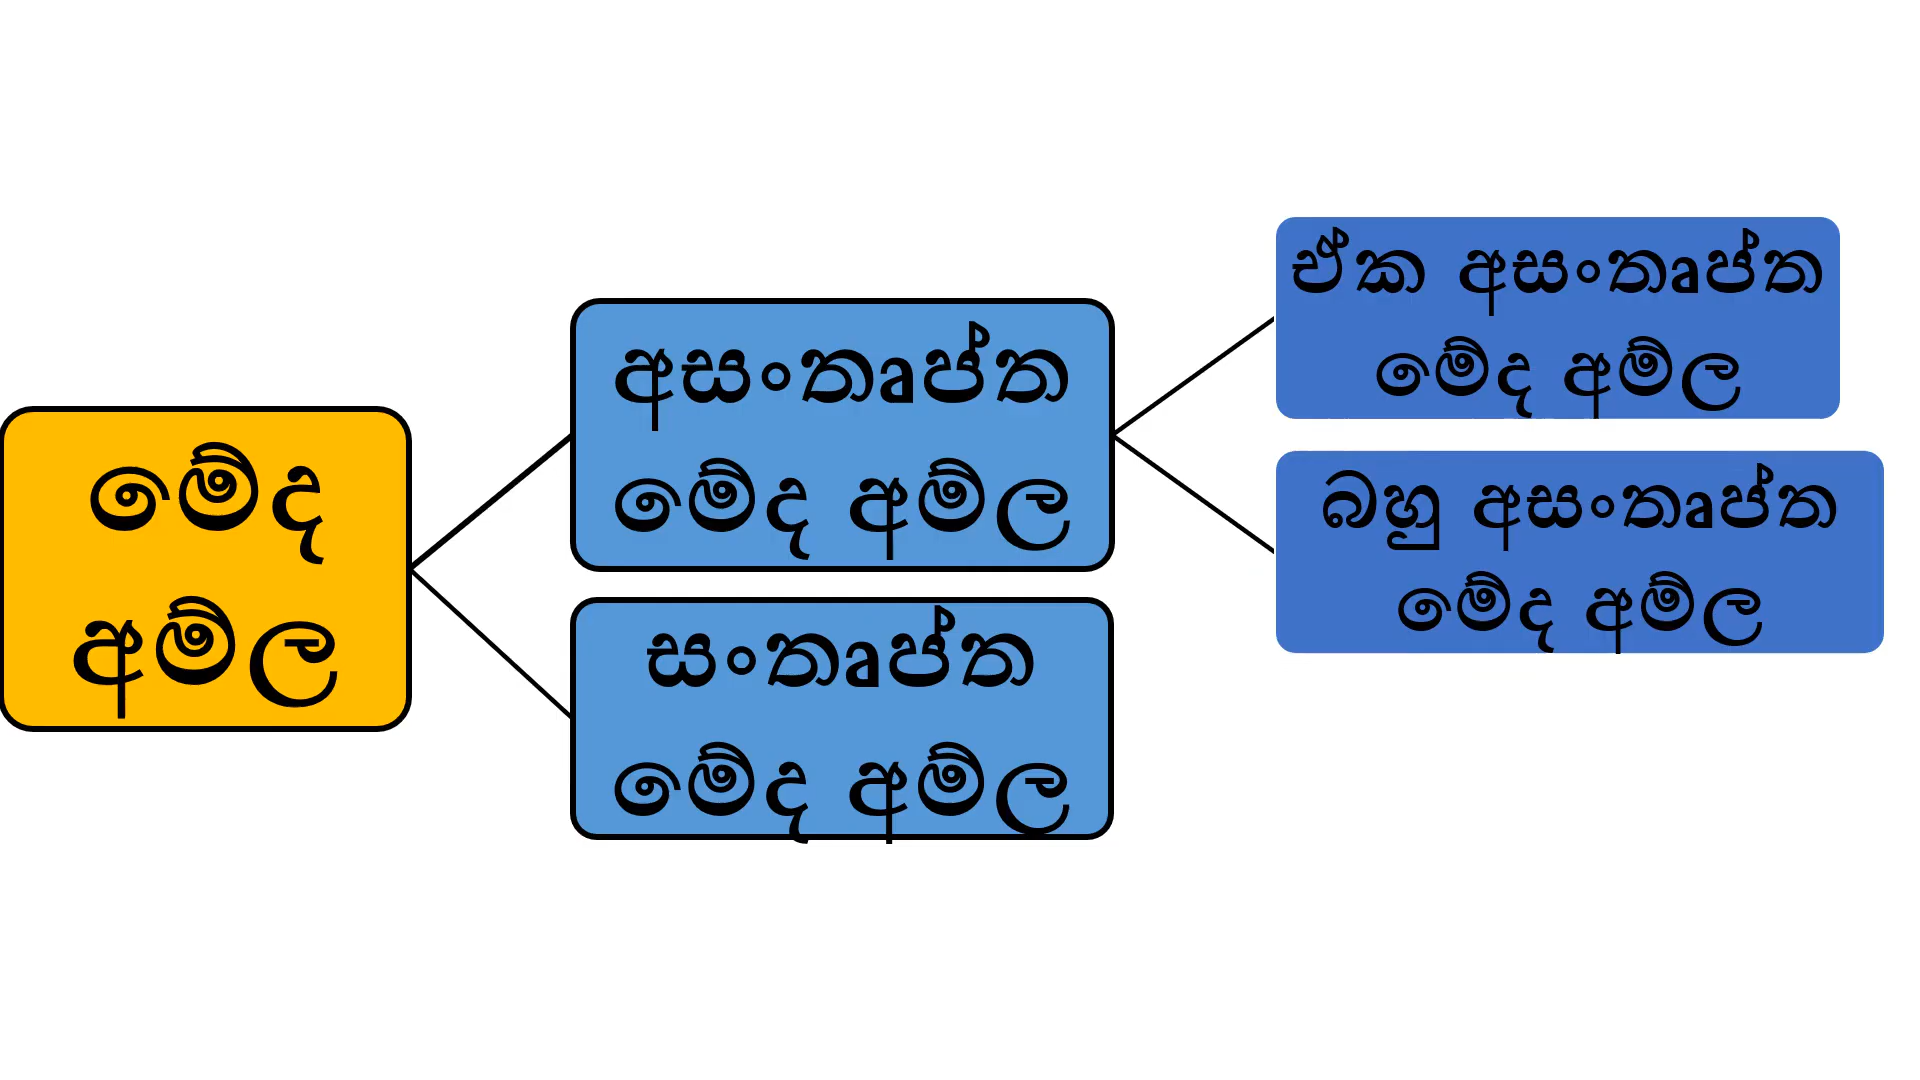 මේද
අම්ල
අසංතෘප්ත
මේද අම්ල
සංතෘප්ත
මේද අම්ල
ඒක අසංතෘප්ත
මේද අම්ල
බහු අසංතෘප්ත
මේද අම්ල